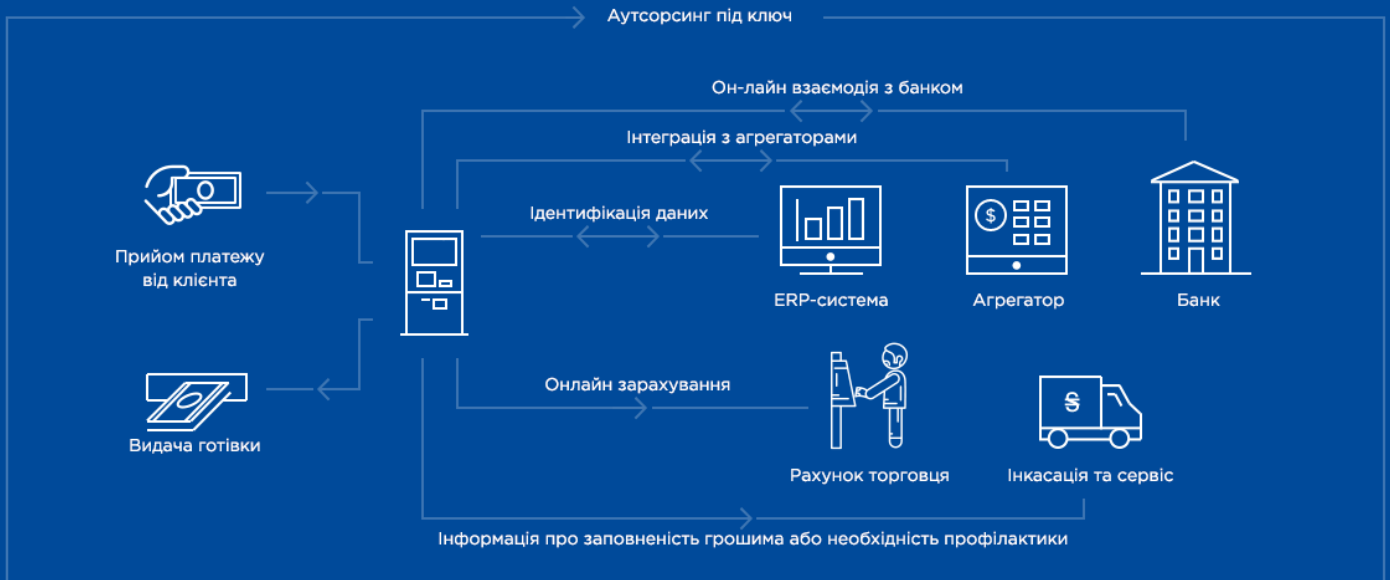 Аутсорсинг під ключ
Он-лайн взаємодія з банком
Інтеграція з агрегаторами
Ідентифікація даних
Прийом платежу
від клієнта
ERP-система
Агрегатор
Банк
Онлайн зарахування
Видача готівки
Рахунок торговця
Інкасація та сервіс
Інформація про заповненість грошима або необхідність профілактики